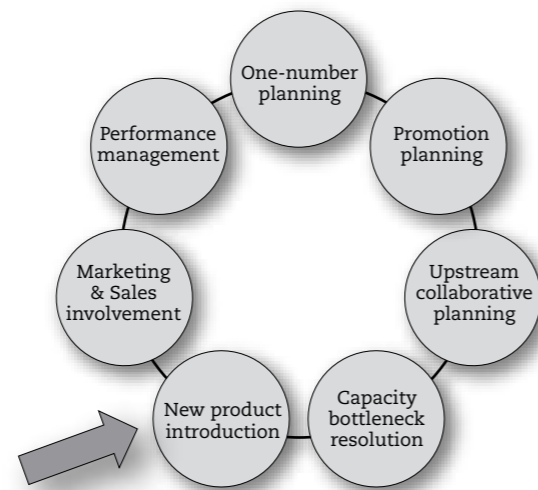 One-number
planning
Promotion
planning
Upstream
collaborative
planning
Capacity
bottleneck
resolution
New product
introduction
Marketing
& Sales
involvement
Performance
management